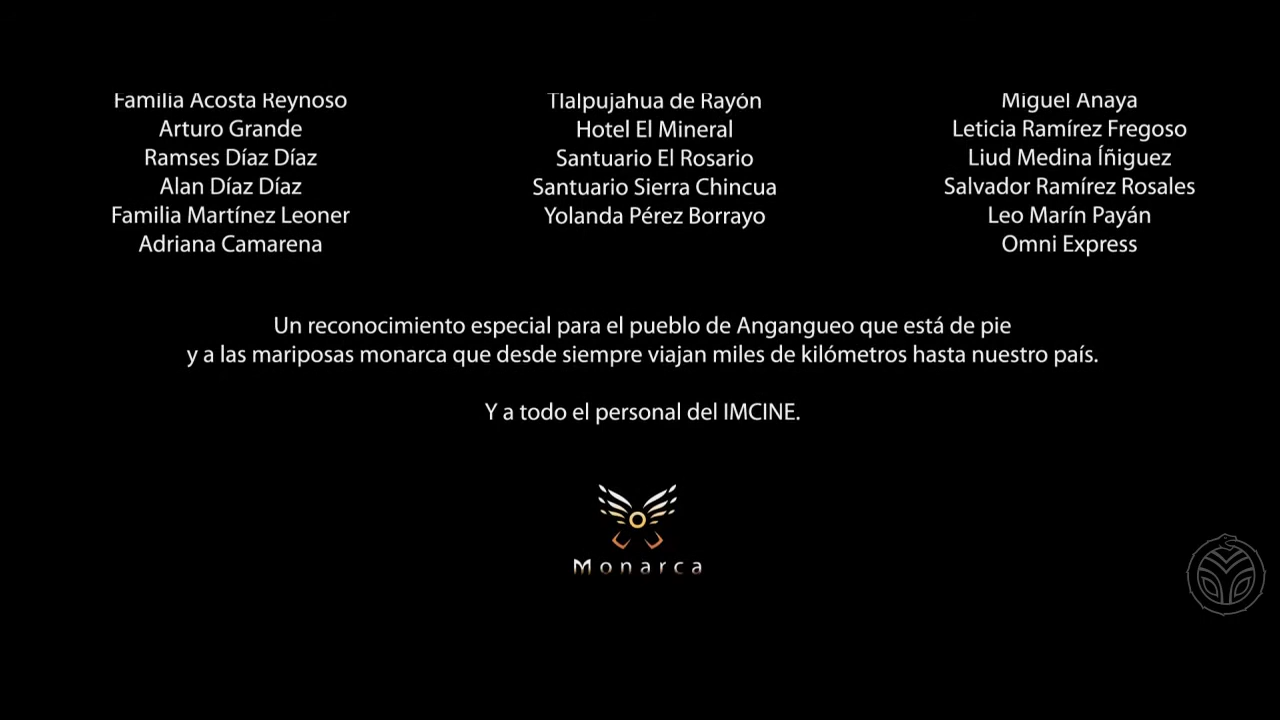 Familia Acosta Reynoso
Arturo Grande
Ramses Díaz Díaz
Alan Díaz Díaz
Familia Martínez Leoner
Adriana Camarena
Tlalpujahua de Rayón
Hotel El Mineral
Santuario El Rosario
Santuario Sierra Chincua
Yolanda Pérez Borrayo
Miguel Anaya
Leticia Ramírez Fregoso
Liud Medina Íñiguez
Salvador Ramírez Rosales
Leo Marín Payán
Omni Express
Un reconocimiento especial para el pueblo de Angangueo que está de pie
y a las mariposas monarca que desde siempre viajan miles de kilómetros hasta nuestro país.
Y a todo el personal del IMCINE.
Monarca